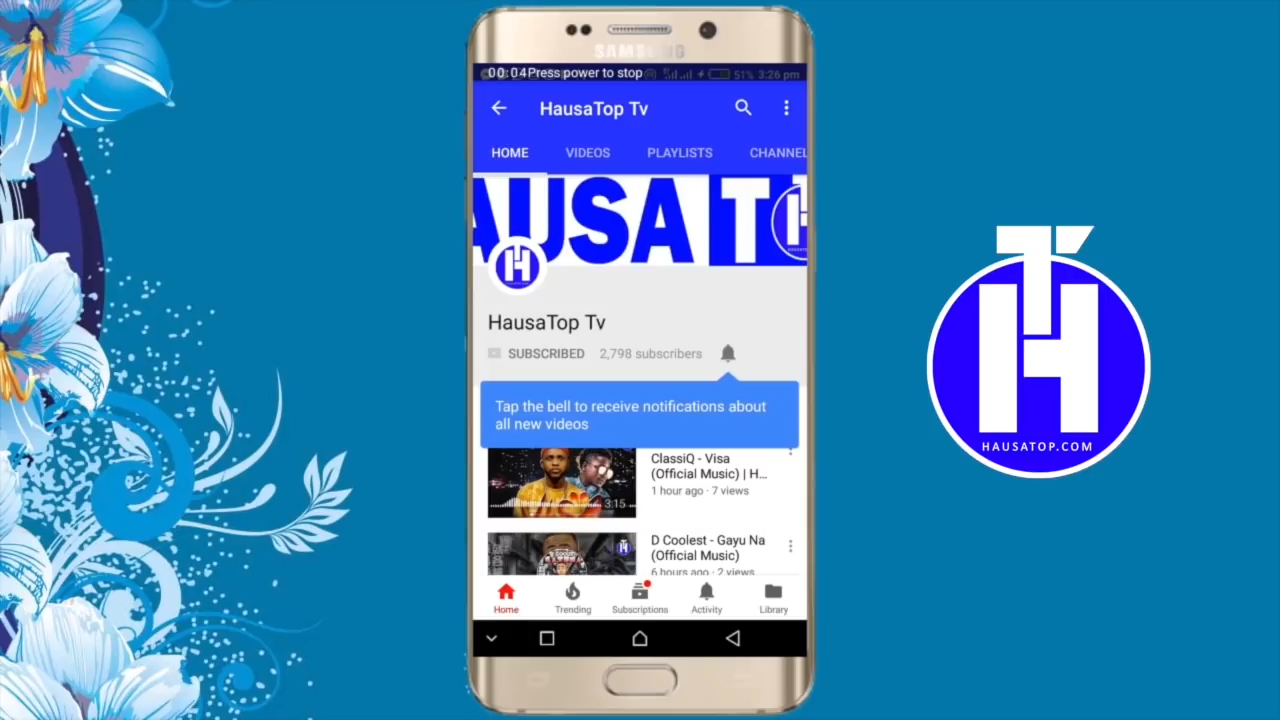 SAMSUNG
00:04Press power to stop
51% 3:26 pm
HausaTop Tv
HOME VIDEOS PLAYLISTS CHANNEL
AUSA T H
H
HausaTop Tv
SUBSCRIBED 2,798 subscribers
Tap the bell to receive notifications about
all new videos
ClassiQ - Visa
(Official Music) | H...
1 hour ago · 7 views
3:15
D Coolest - Gayu Na
(Official Music)
6 hours ago · 2 views
Home Trending Subscriptions Activity Library
TH
HAUSATOP.COM